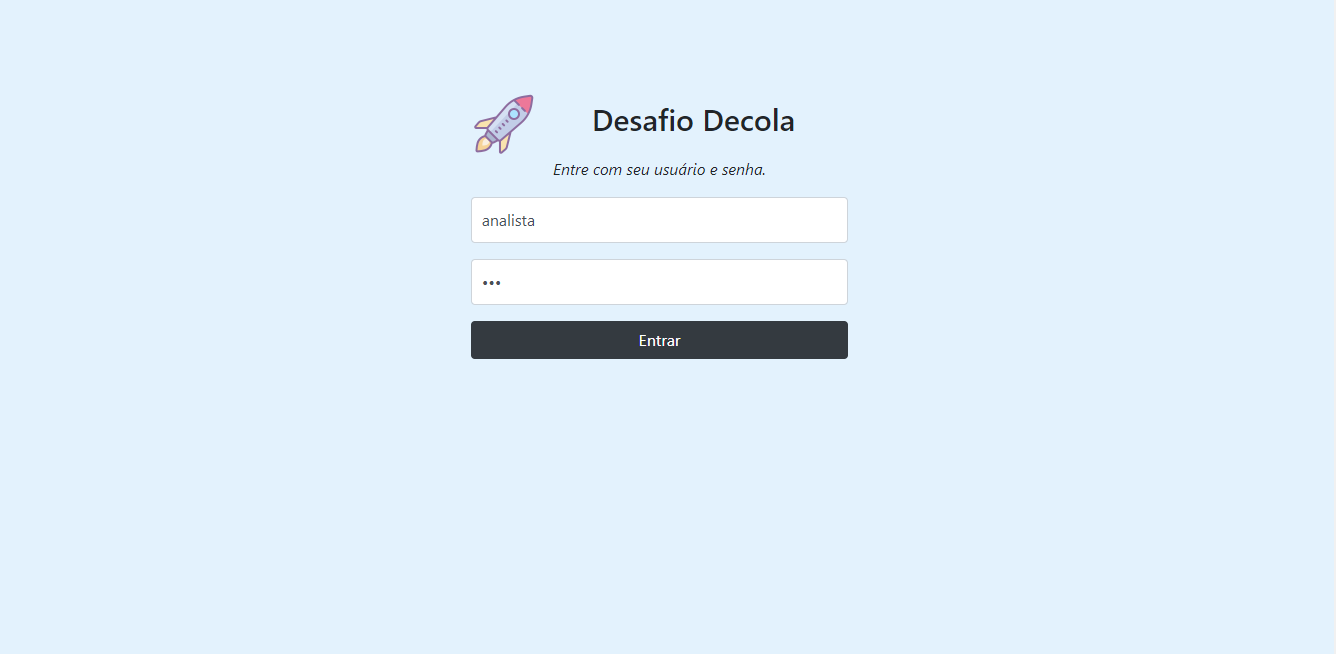 Desafio Decola
Entre com seu usuário e senha.
analista
•••
Entrar